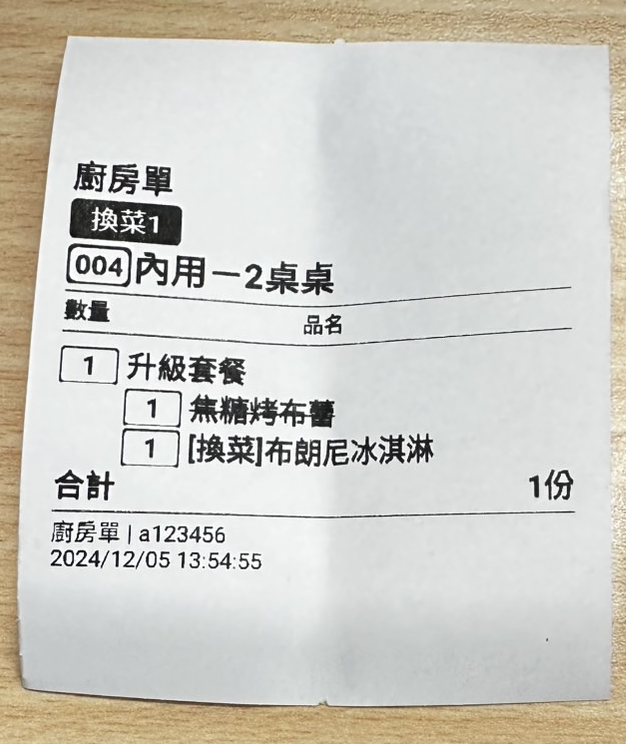 廚房單
換菜1
004 內用－2桌桌
數量 品名
1 升級套餐
1 焦糖烤布蕾
1 [換菜]布朗尼冰淇淋
合計 1份
廚房單 | a123456
2024/12/05 13:54:55